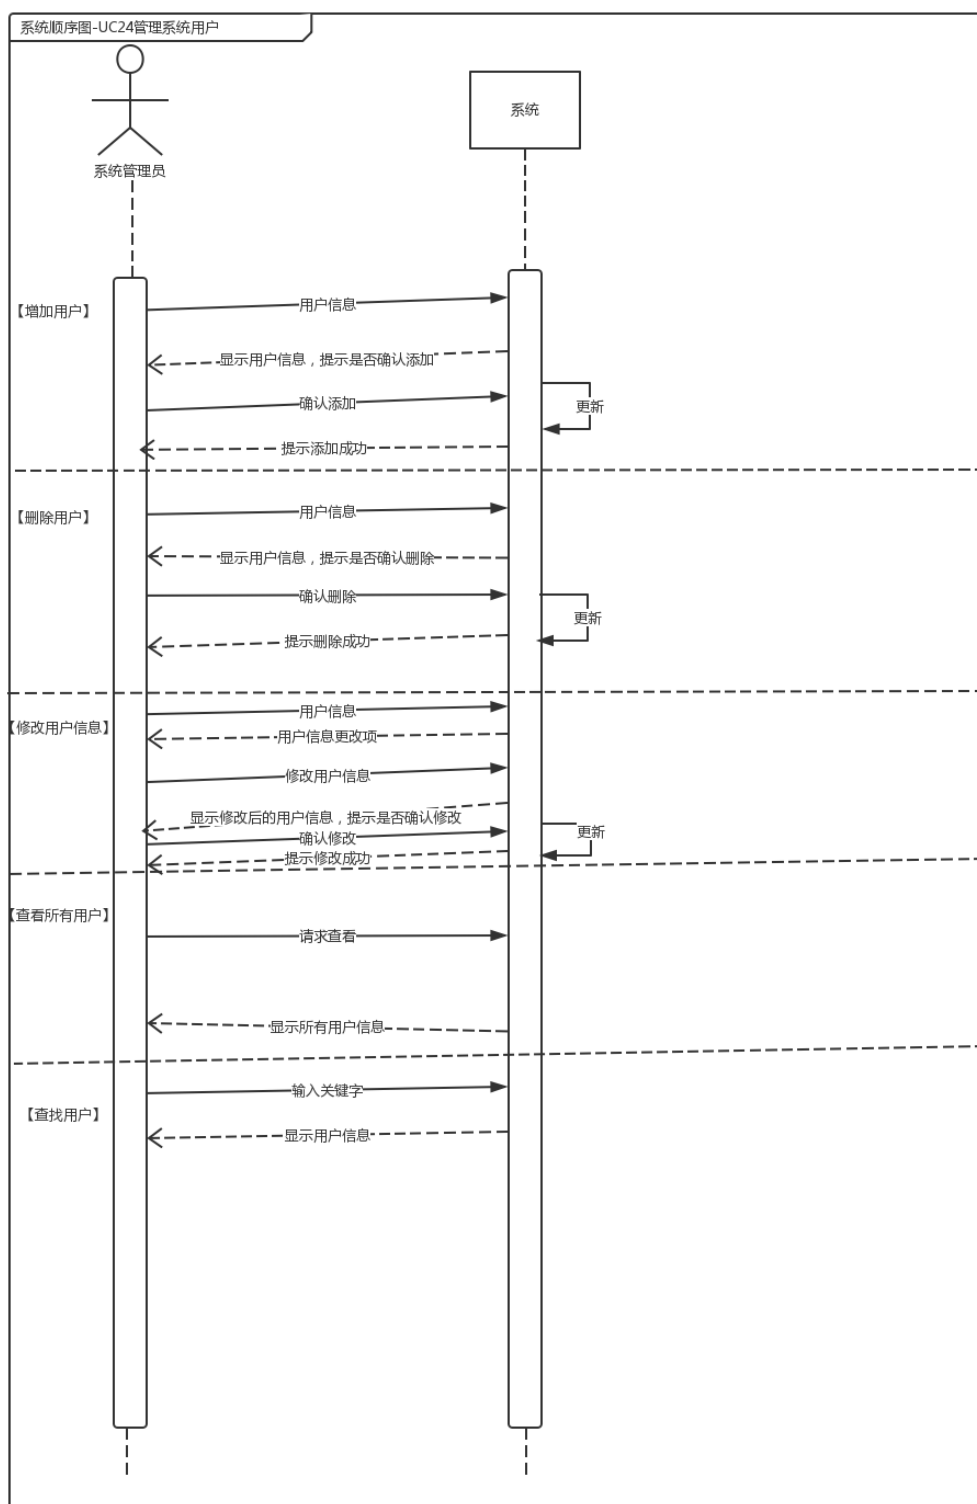 系统顺序图-UC24管理系统用户
系统
系统管理员
【增加用户】
用户信息
显示用户信息，提示是否确认添加
确认添加
更新
提示添加成功
【删除用户】
用户信息
显示用户信息，提示是否确认删除
确认删除
更新
提示删除成功
【修改用户信息】
用户信息
用户信息更改项
修改用户信息
显示修改后的用户信息，提示是否确认修改
更新
确认修改
提示修改成功
【查看所有用户】
请求查看
显示所有用户信息
输入关键字
【查找用户】
显示用户信息